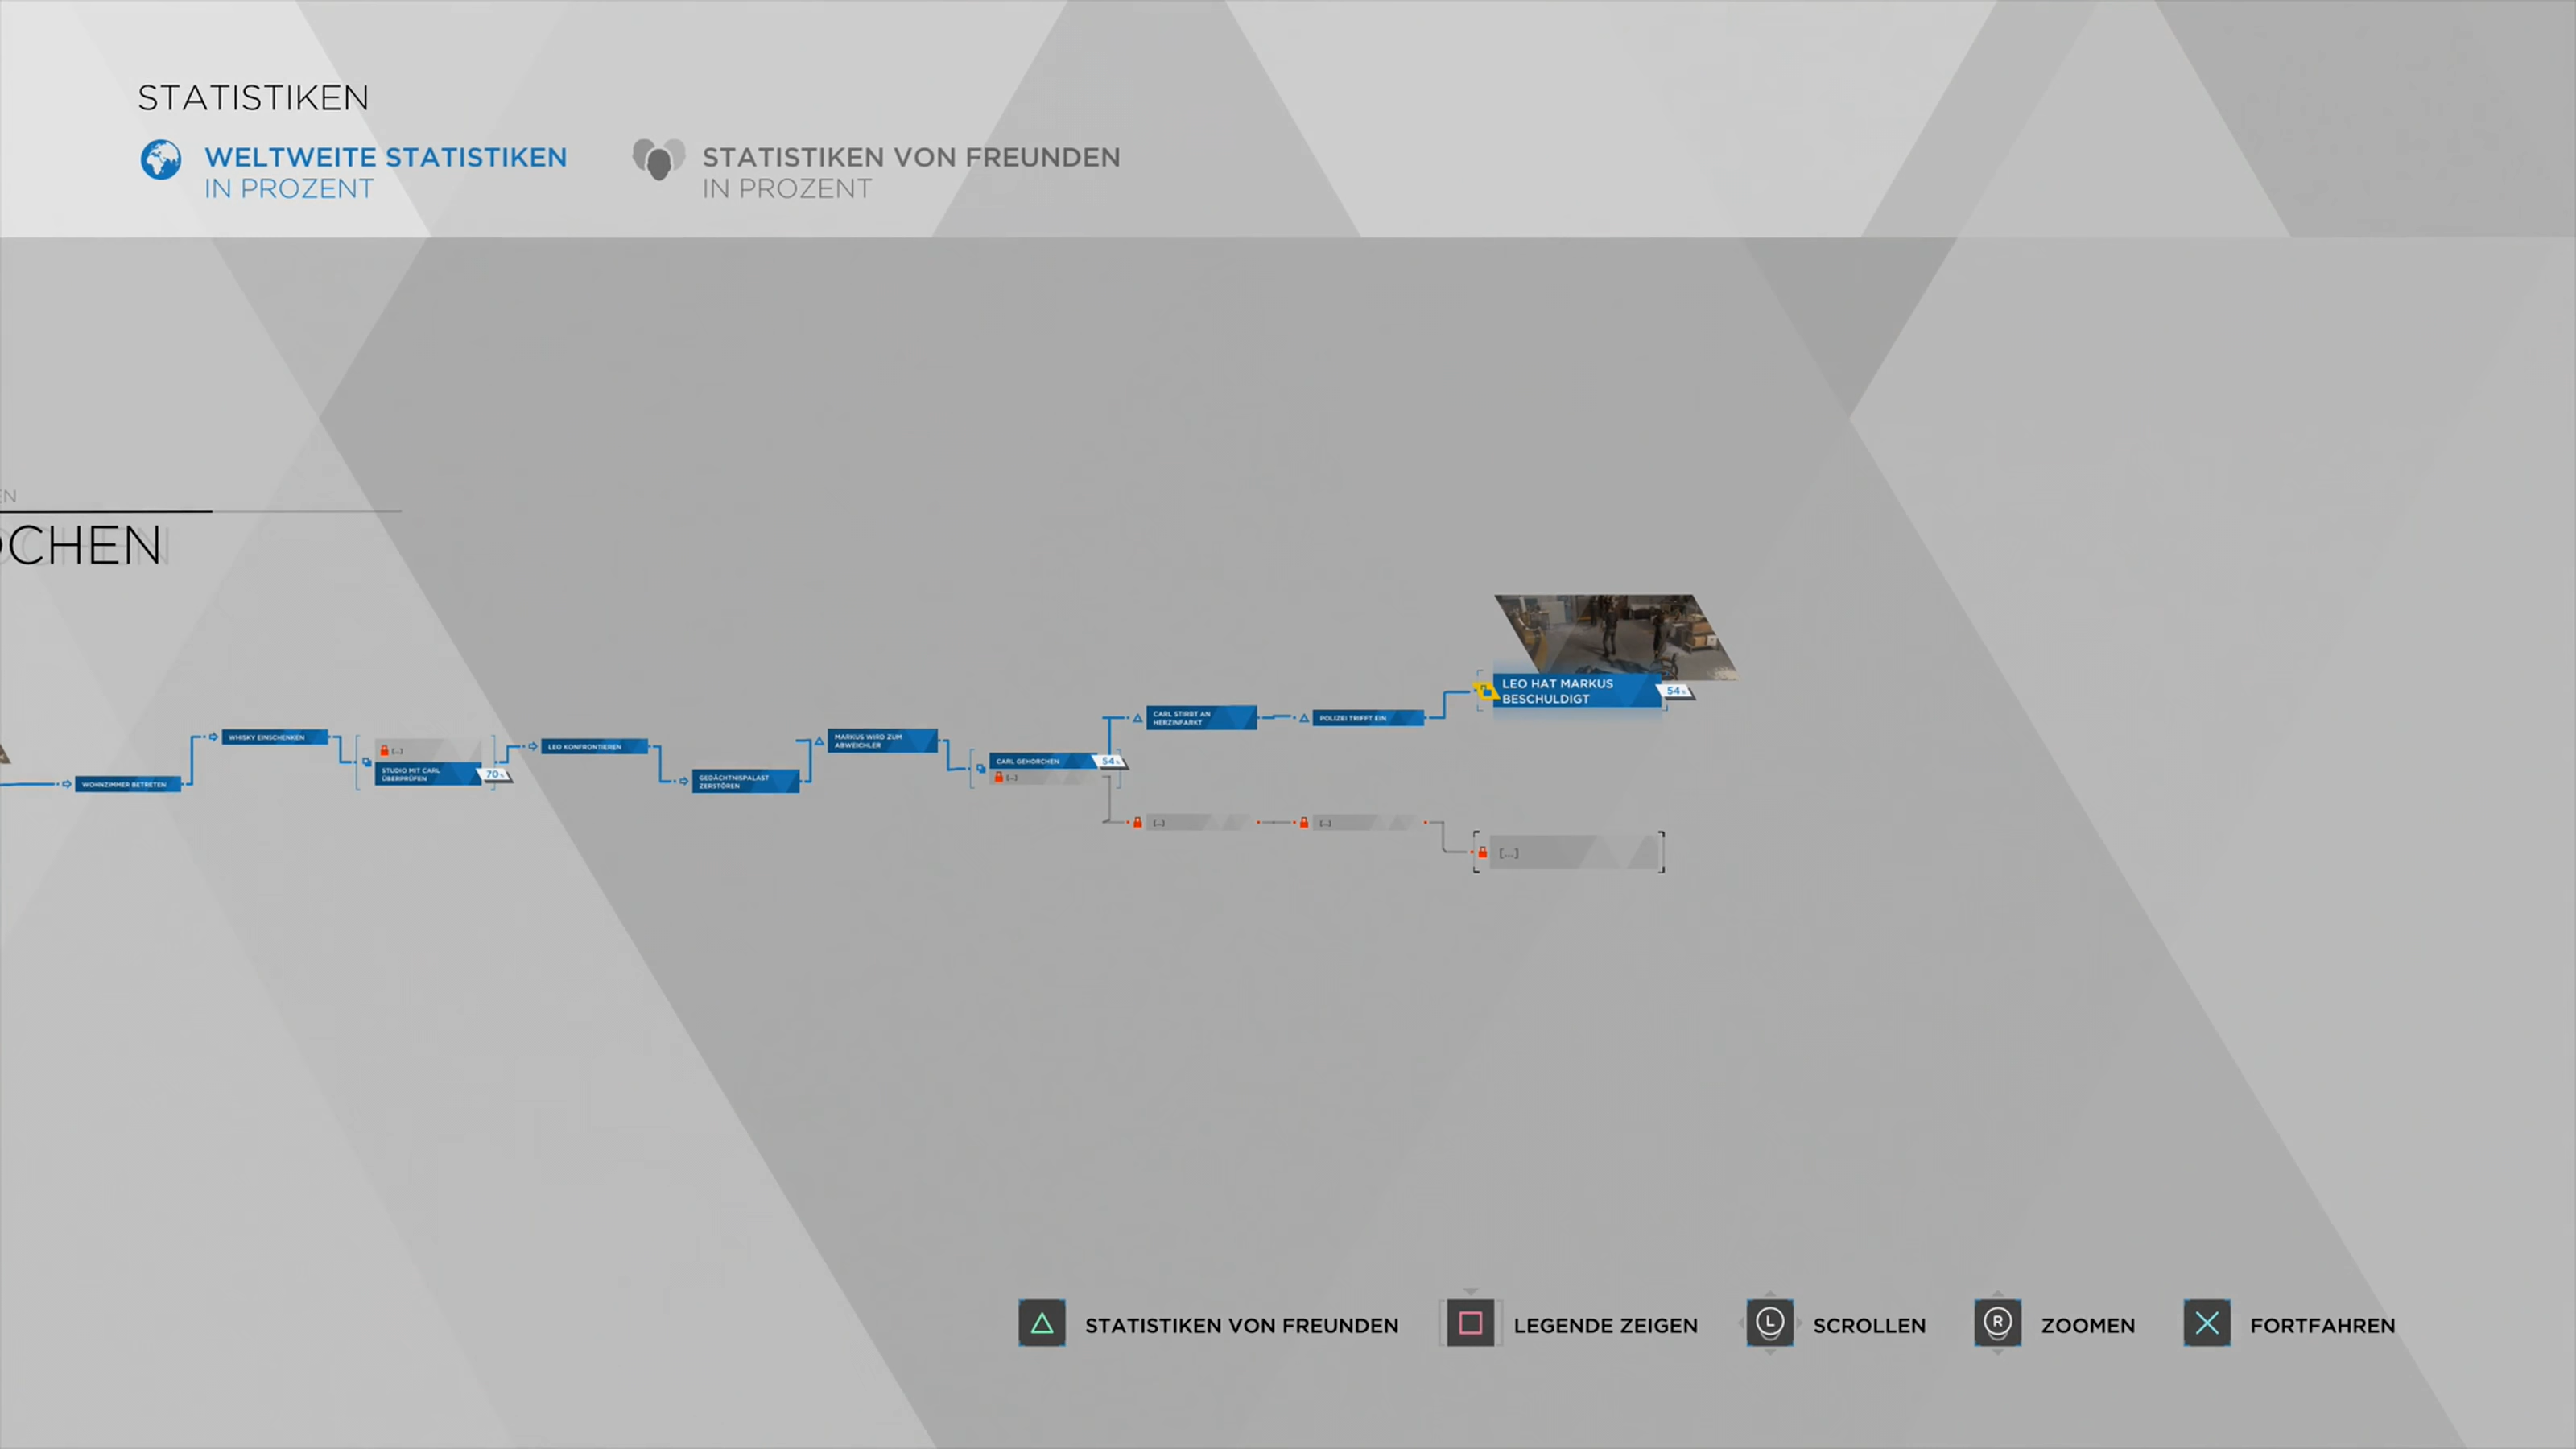 STATISTIKEN
WELTWEITE STATISTIKEN
IN PROZENT
STATISTIKEN VON FREUNDEN
IN PROZENT
EN
OCHEN
WOHNZIMMER BETRETEN
WHISKY EINSCHENKEN
[...]
STUDIO MIT CARL
ÜBERPRÜFEN
70%
LEO KONFRONTIEREN
GEDÄCHTNISPALAST
ZERSTÖREN
MARKUS WIRD ZUM
ABWEICHLER
CARL GEHORCHEN
54%
[...]
CARL STIRBT AN
HERZINFARKT
POLIZEI TRIFFT EIN
LEO HAT MARKUS
BESCHULDIGT
54%
[...]
[...]
[...]
STATISTIKEN VON FREUNDEN
LEGENDE ZEIGEN
L
SCROLLEN
R
ZOOMEN
FORTFAHREN